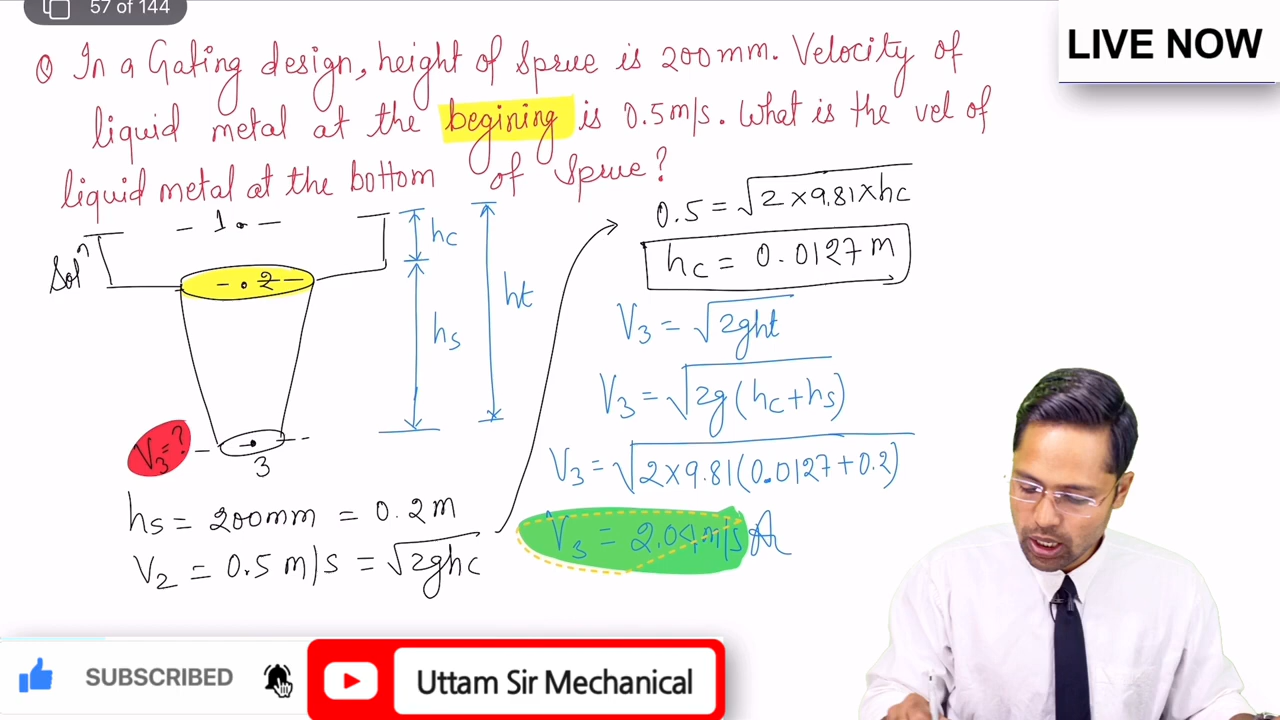 57 of 144
LIVE NOW
Q In a Gating design, height of Sprue is 200mm. Velocity of
liquid metal at the begining is 0.5m/s. What is the vel of
liquid metal at the bottom of Sprue?
Solⁿ
1
2
3
hc
hs
ht
V₃=?
hs = 200mm = 0.2m
V₂ = 0.5 m/s = √2ghc
0.5 = √2×9.81×hc
hc = 0.0127m
V₃ = √2ght
V₃ = √2g(hc+hs)
V₃ = √2×9.81(0.0127+0.2)
V₃ = 2.04m/s
SUBSCRIBED
Uttam Sir Mechanical